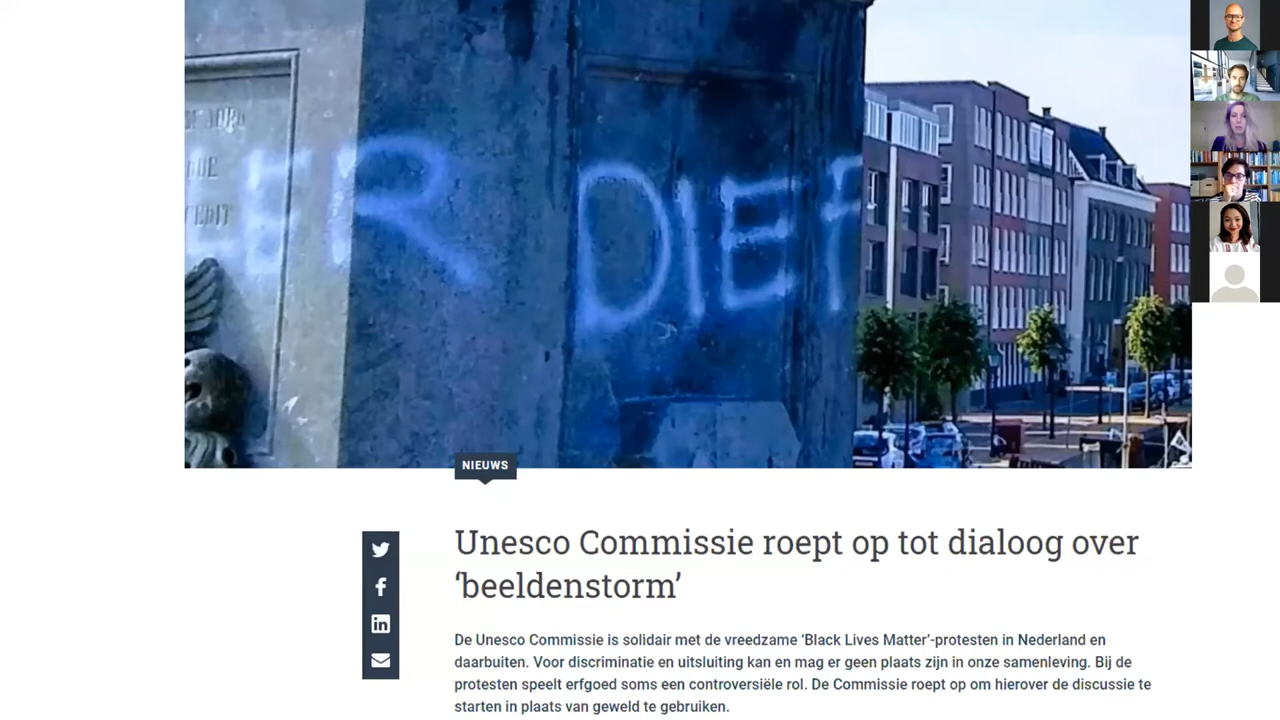 ER DIEF
NIEUWS
Unesco Commissie roept op tot dialoog over
‘beeldenstorm’
De Unesco Commissie is solidair met de vreedzame ‘Black Lives Matter’-protesten in Nederland en
daarbuiten. Voor discriminatie en uitsluiting kan en mag er geen plaats zijn in onze samenleving. Bij de
protesten speelt erfgoed soms een controversiële rol. De Commissie roept op om hierover de discussie te
starten in plaats van geweld te gebruiken.